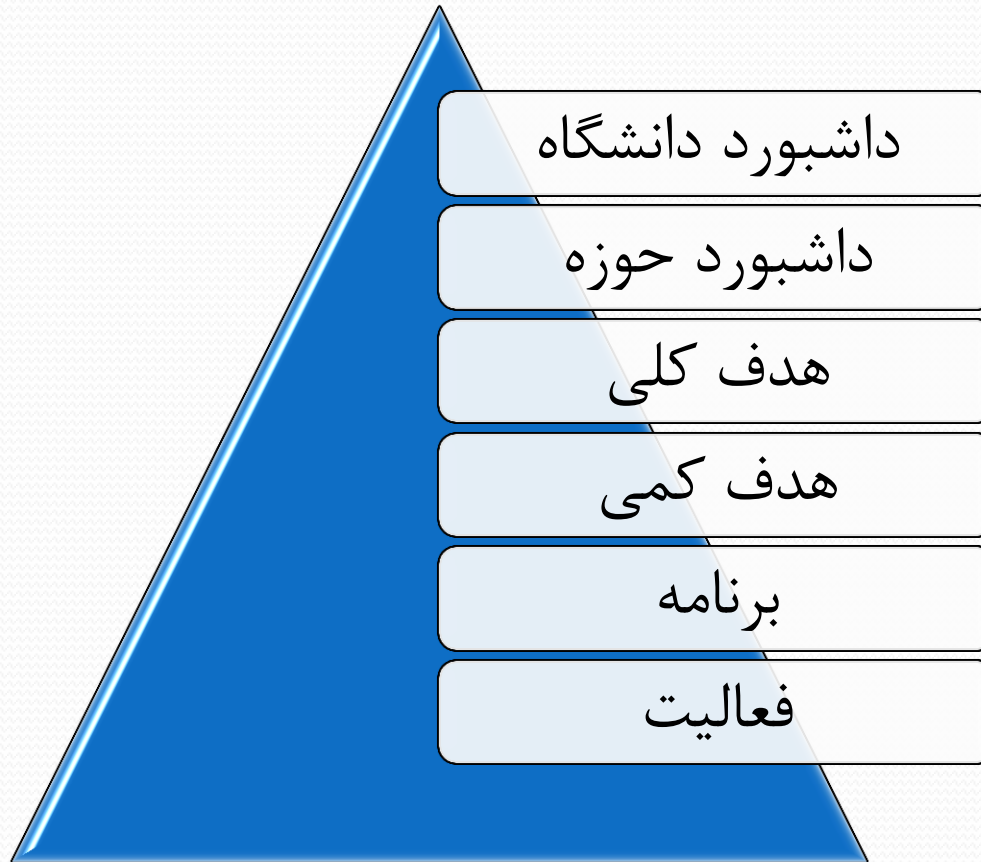 داشبورد دانشگاه
داشبورد حوزه
هدف کلی
هدف کمی
برنامه
فعالیت